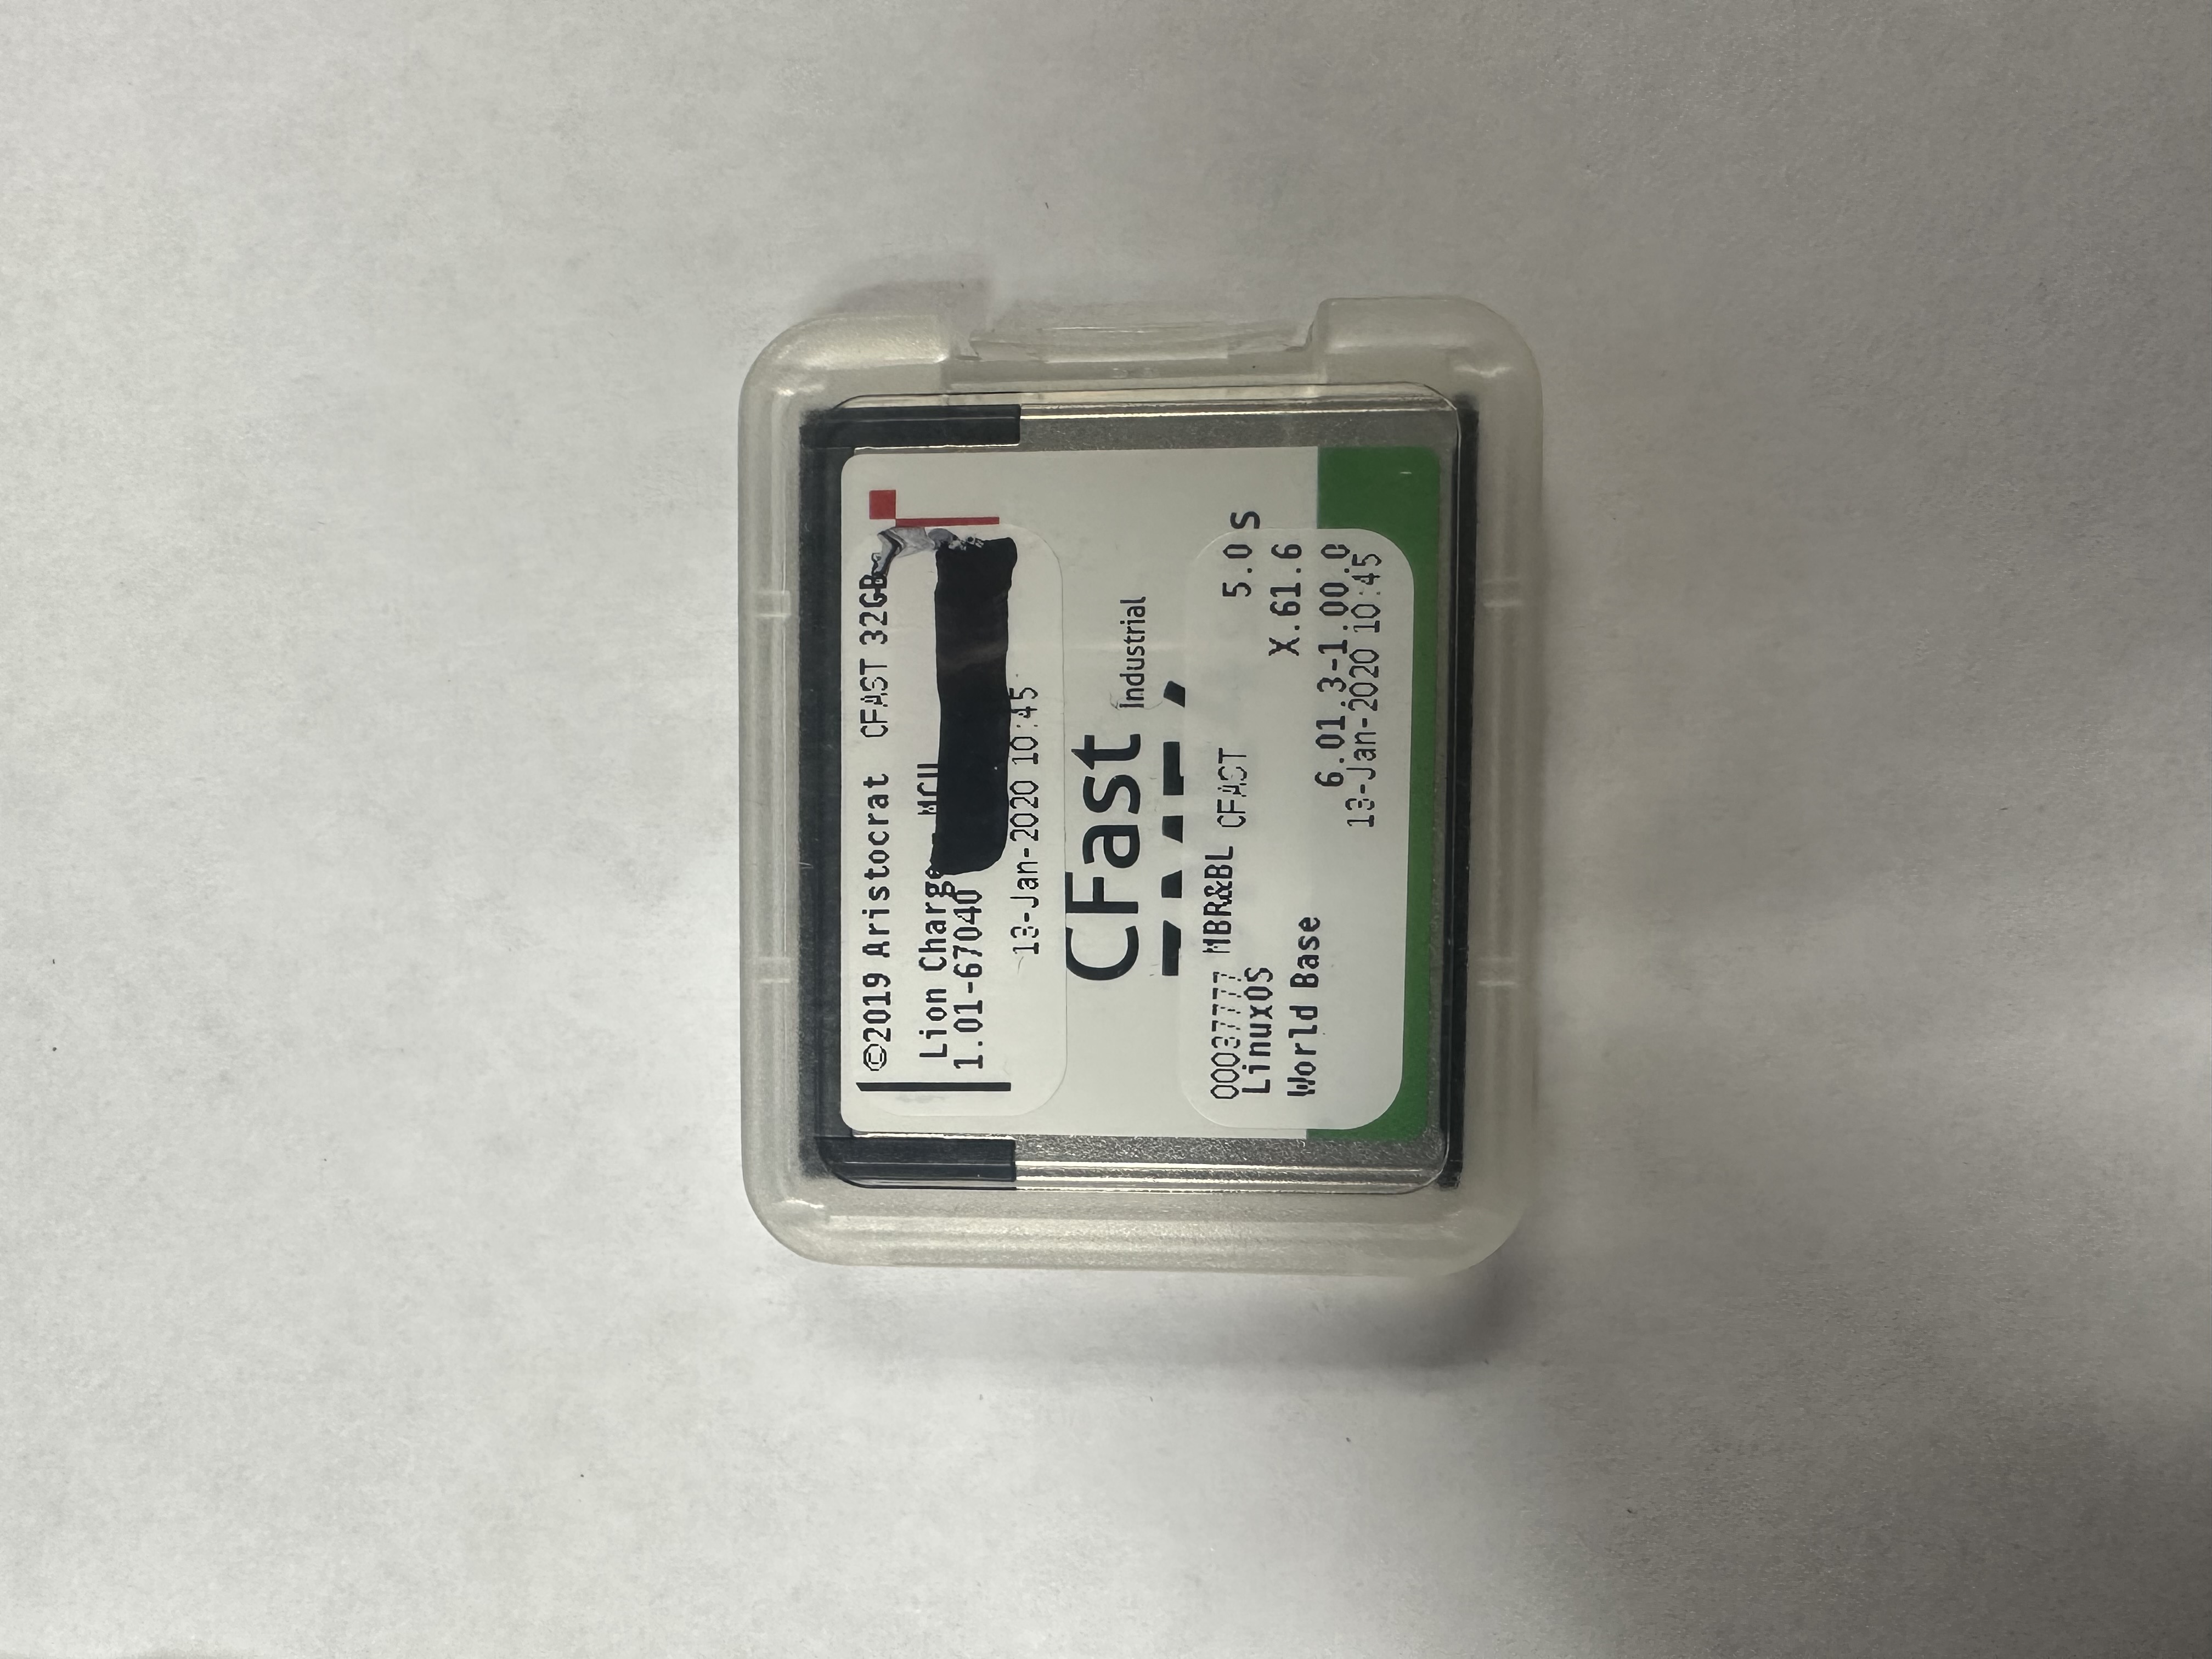 ©2019 Aristocrat CFAST 32GB
Lion Charge MCU
1.01-67040
13-Jan-2020 10:45
CFast
Industrial
00037777 MBR&BL CFAST 5.0
S
LinuxOS X.61.6
World Base 6.01.3-1.00.0
13-Jan-2020 10:45